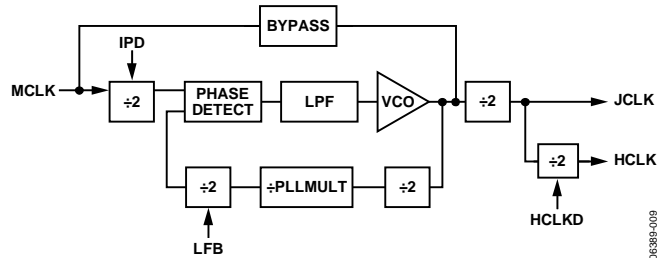 BYPASS
IPD
MCLK
÷2
PHASE
DETECT
LPF
VCO
÷2
JCLK
÷2
÷PLLMULT
÷2
÷2
HCLK
LFB
HCLKD
06389-009